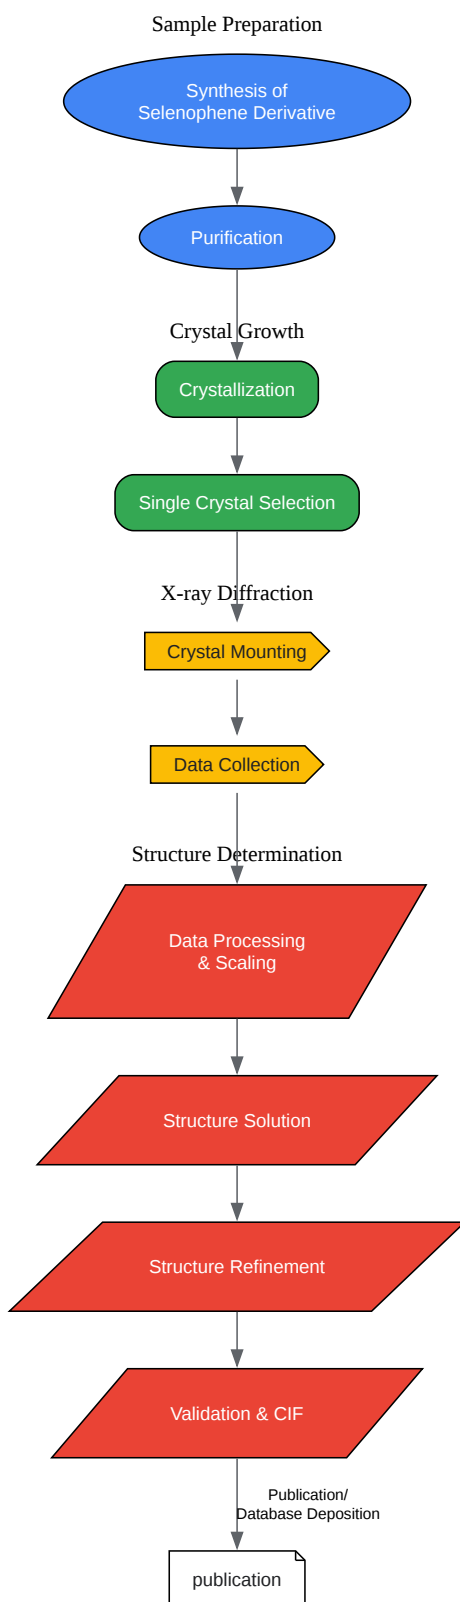 Sample Preparation
Synthesis of
Selenophene Derivative
Purification
Crystal Growth
Crystallization
Single Crystal Selection
X-ray Diffraction
Crystal Mounting
Data Collection
Structure Determination
Data Processing
& Scaling
Structure Solution
Structure Refinement
Validation & CIF
Publication/
Database Deposition
publication